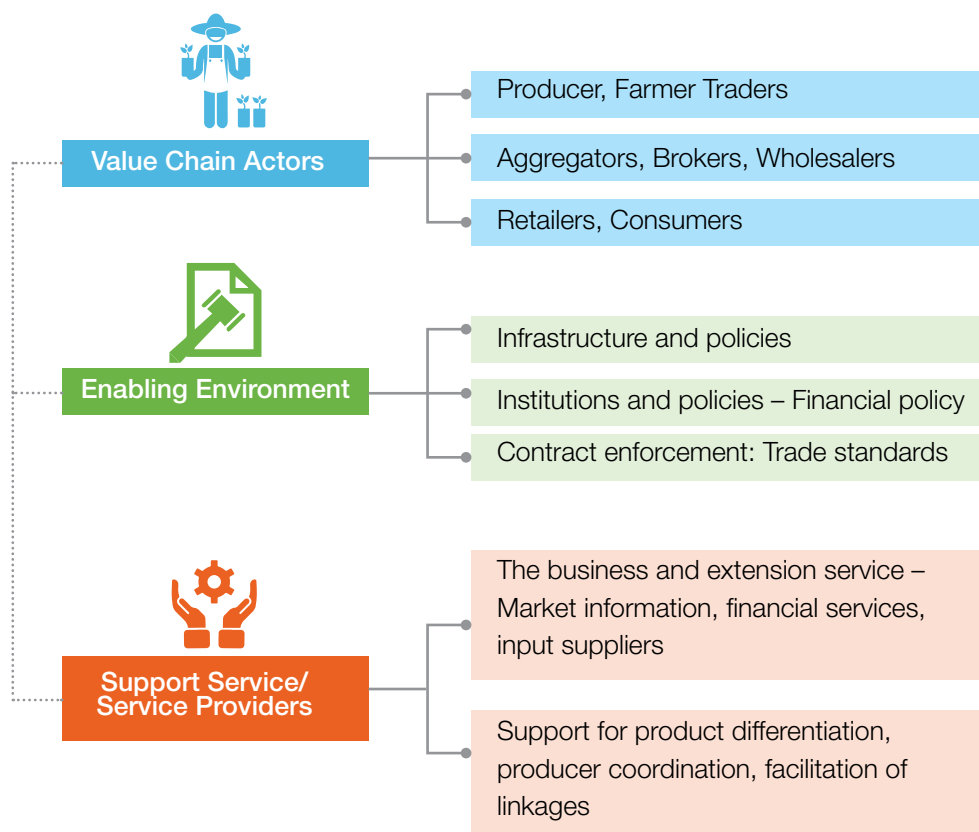 Value Chain Actors
Producer, Farmer Traders
Aggregators, Brokers, Wholesalers
Retailers, Consumers
Enabling Environment
Infrastructure and policies
Institutions and policies – Financial policy
Contract enforcement: Trade standards
Support Service/
Service Providers
The business and extension service –
Market information, financial services,
input suppliers
Support for product differentiation,
producer coordination, facilitation of
linkages